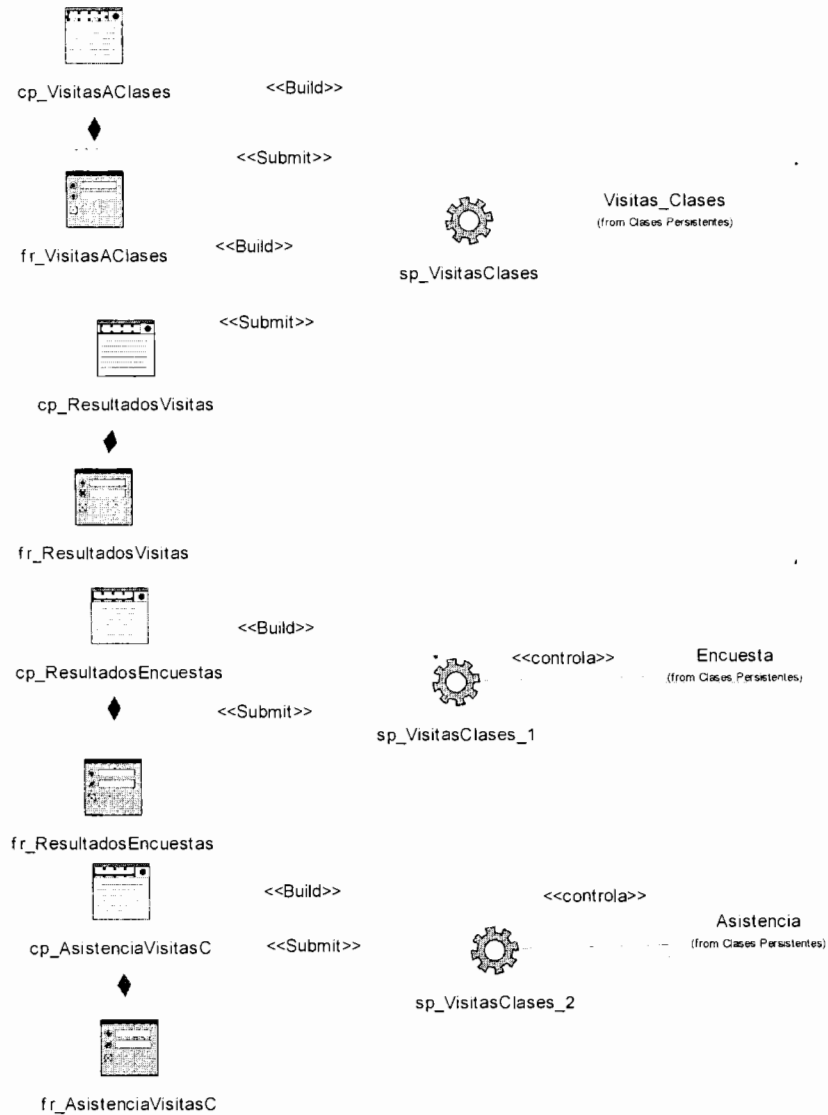 cp_VisitasAClases
<<Build>>
<<Submit>>
fr_VisitasAClases
<<Build>>
sp_VisitasClases
Visitas_Clases
(from Clases Persistentes)
<<Submit>>
cp_ResultadosVisitas
fr_ResultadosVisitas
<<Build>>
cp_ResultadosEncuestas
<<Submit>>
sp_VisitasClases_1
<<controla>>
Encuesta
(from Clases Persistentes)
fr_ResultadosEncuestas
<<Build>>
cp_AsistenciaVisitasC
<<Submit>>
sp_VisitasClases_2
<<controla>>
Asistencia
(from Clases Persistentes)
fr_AsistenciaVisitasC